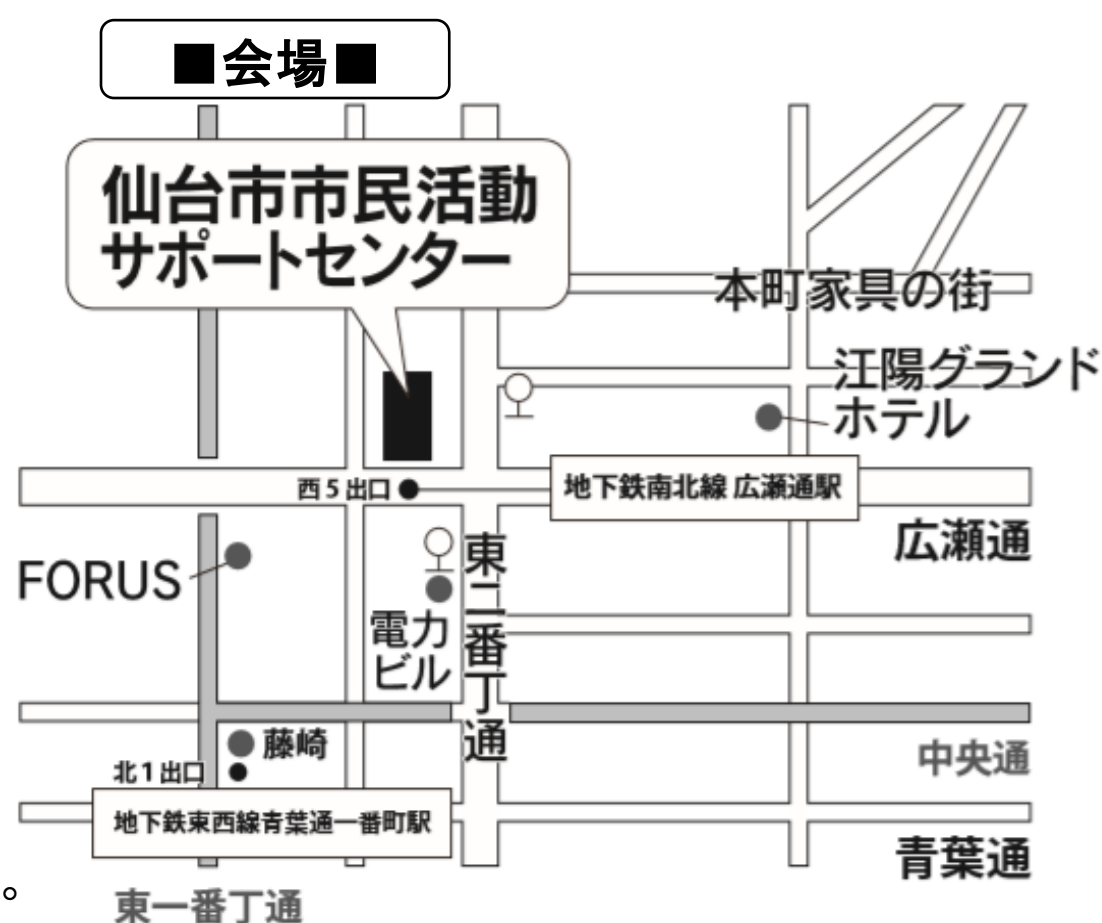 ■会場■
仙台市市民活動
サポートセンター
本町家具の街
江陽グランド
ホテル
西5出口
地下鉄南北線 広瀬通駅
広瀬通
FORUS
東二番丁通
電力
ビル
藤崎
中央通
北1出口
地下鉄東西線青葉通一番町駅
青葉通
。
東一番丁通